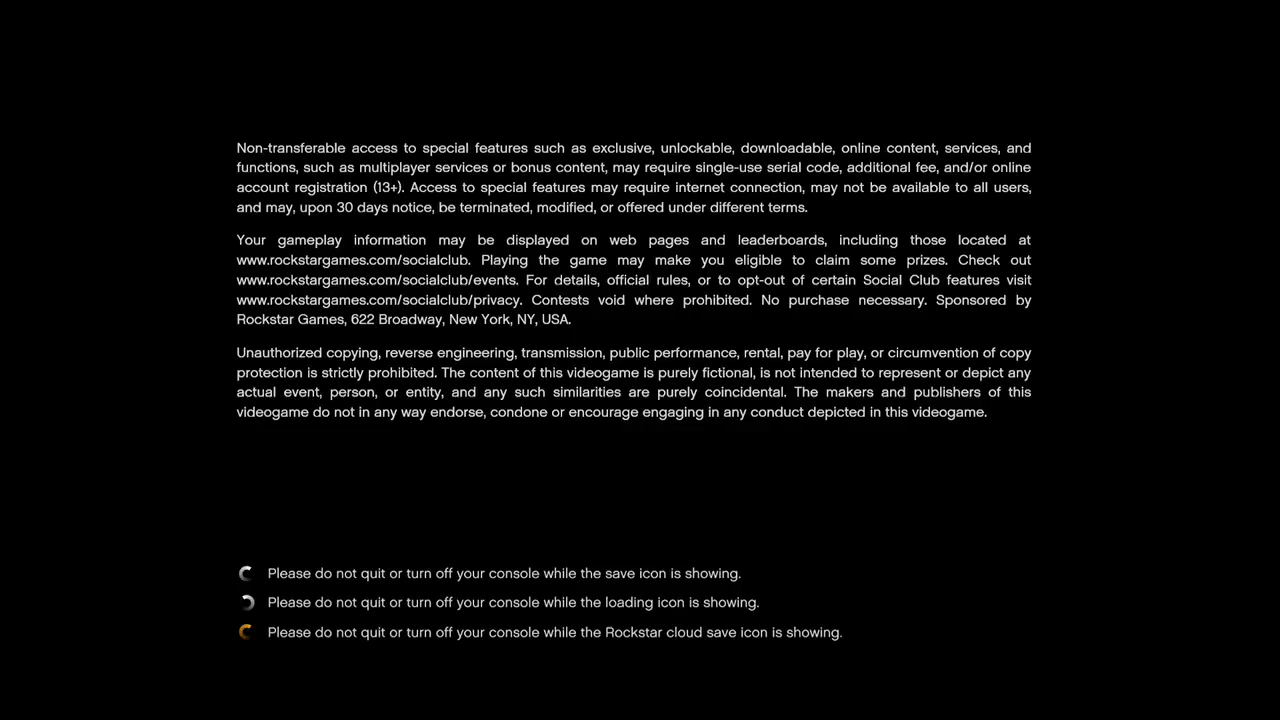 Non-transferable access to special features such as exclusive, unlockable, downloadable, online content, services, and
functions, such as multiplayer services or bonus content, may require single-use serial code, additional fee, and/or online
account registration (13+). Access to special features may require internet connection, may not be available to all users,
and may, upon 30 days notice, be terminated, modified, or offered under different terms.
Your gameplay information may be displayed on web pages and leaderboards, including those located at
www.rockstargames.com/socialclub. Playing the game may make you eligible to claim some prizes. Check out
www.rockstargames.com/socialclub/events. For details, official rules, or to opt-out of certain Social Club features visit
www.rockstargames.com/socialclub/privacy. Contests void where prohibited. No purchase necessary. Sponsored by
Rockstar Games, 622 Broadway, New York, NY, USA.
Unauthorized copying, reverse engineering, transmission, public performance, rental, pay for play, or circumvention of copy
protection is strictly prohibited. The content of this videogame is purely fictional, is not intended to represent or depict any
actual event, person, or entity, and any such similarities are purely coincidental. The makers and publishers of this
videogame do not in any way endorse, condone or encourage engaging in any conduct depicted in this videogame.
Please do not quit or turn off your console while the save icon is showing.
Please do not quit or turn off your console while the loading icon is showing.
Please do not quit or turn off your console while the Rockstar cloud save icon is showing.